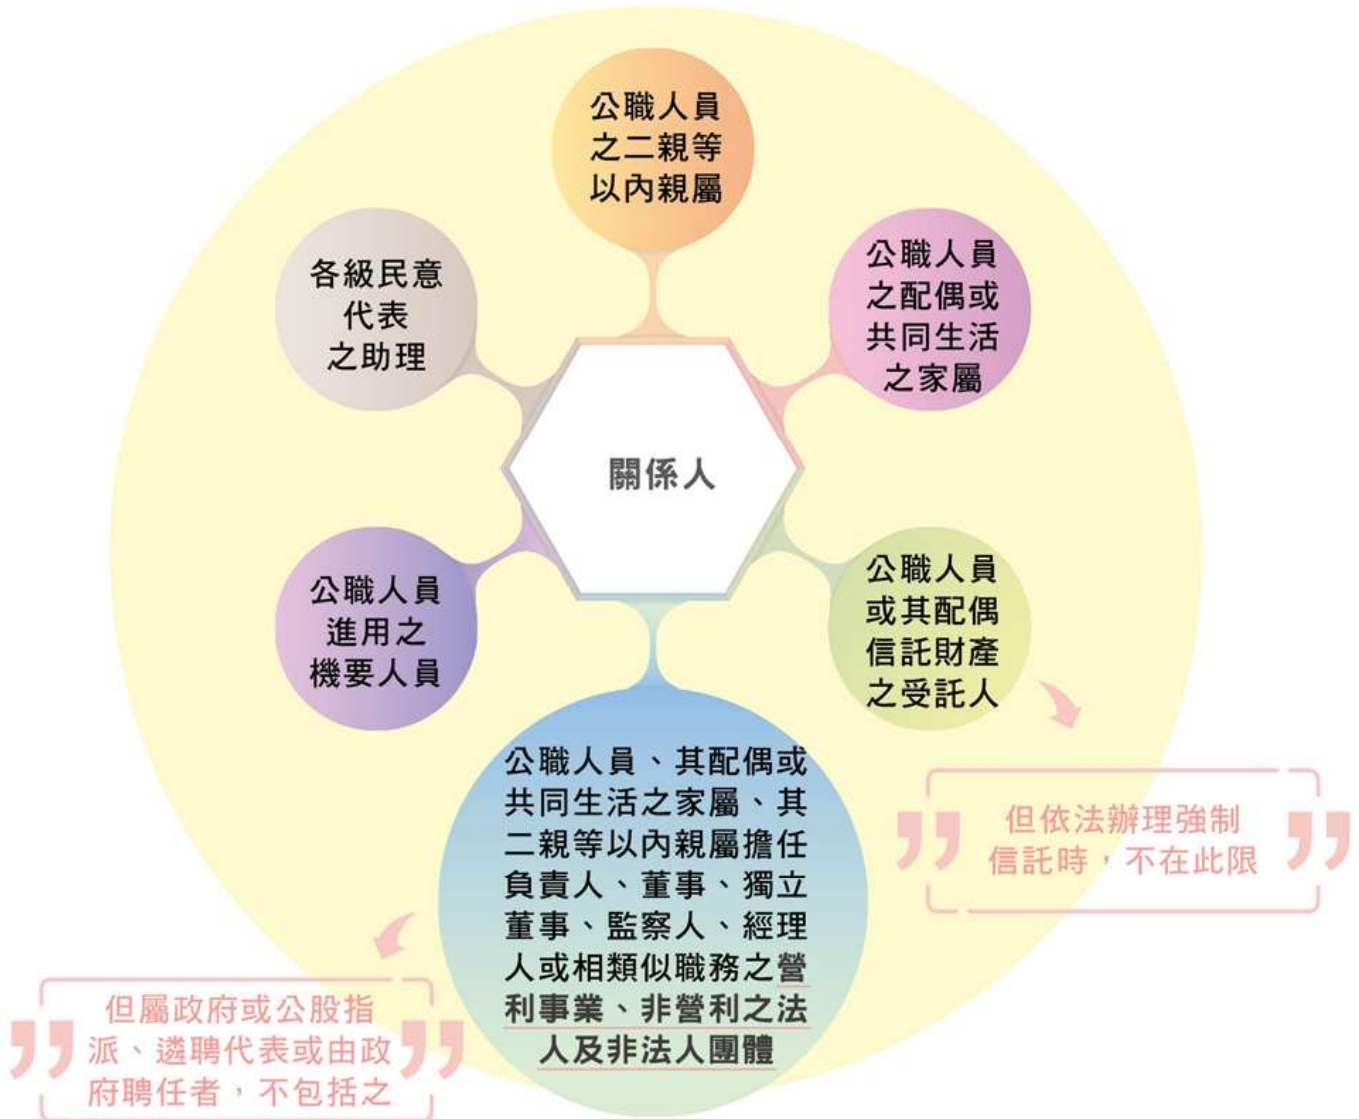 公職人員
之二親等
以內親屬
各級民意
代表
之助理
公職人員
之配偶或
共同生活
之家屬
關係人
公職人員
進用之
機要人員
公職人員
或其配偶
信託財產
之受託人
公職人員、其配偶或
共同生活之家屬、其
二親等以內親屬擔任
負責人、董事、獨立
董事、監察人、經理
人或相類似職務之營
利事業、非營利之法
人及非法人團體
但依法辦理強制
信託時，不在此限
但屬政府或公股指
派、遴聘代表或由政
府聘任者，不包括之